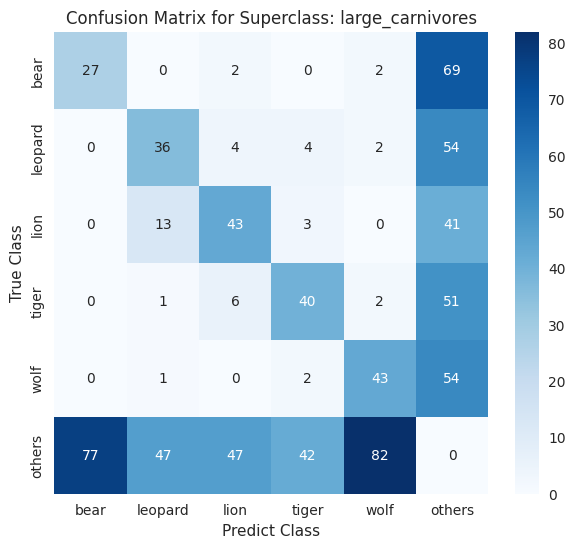 Confusion Matrix for Superclass: large_carnivores
True Class
bear 27 0 2 0 2 69
leopard 0 36 4 4 2 54
lion 0 13 43 3 0 41
tiger 0 1 6 40 2 51
wolf 0 1 0 2 43 54
others 77 47 47 42 82 0
bear leopard lion tiger wolf others
Predict Class
80
70
60
50
40
30
20
10
0